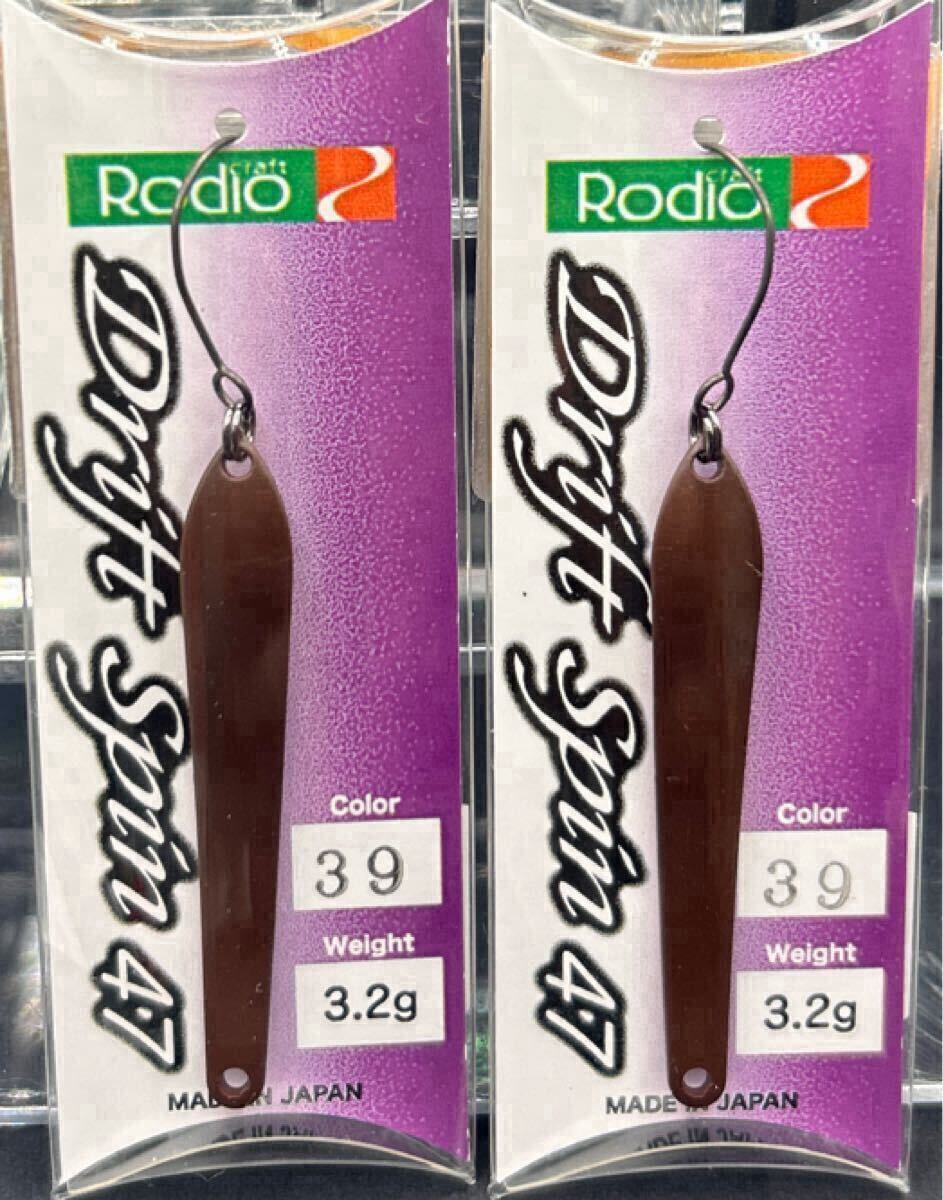 Rodio craft
Drift Spin 47
Color
39
Weight
3.2g
MADE IN JAPAN
Rodio craft
Drift Spin 47
Color
39
Weight
3.2g
MADE IN JAPAN